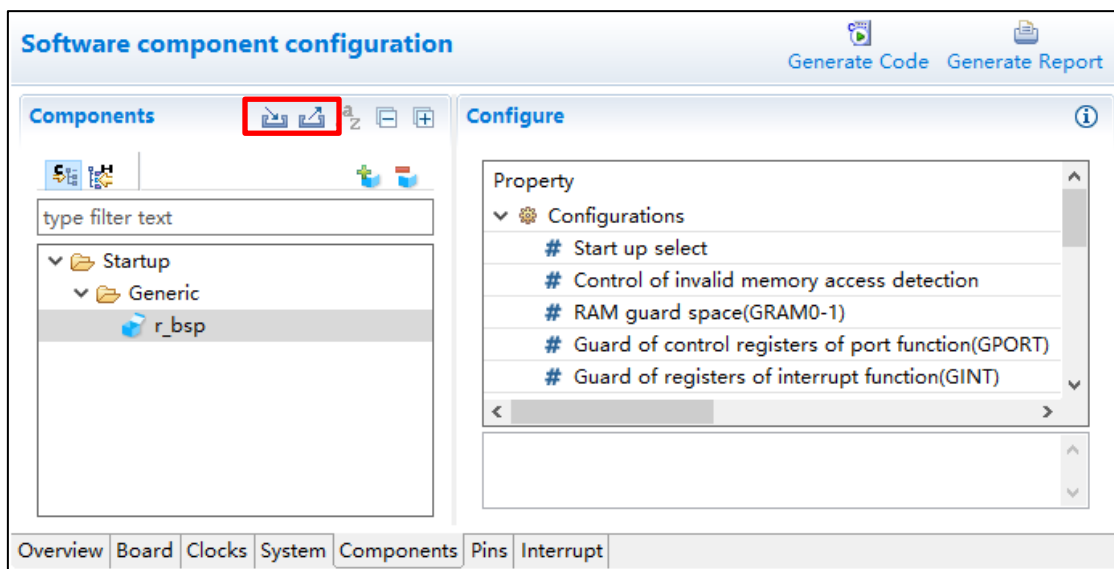 Software component configuration
Generate Code Generate Report
Components
Configure
type filter text
Startup
Generic
r_bsp
Property
Configurations
# Start up select
# Control of invalid memory access detection
# RAM guard space(GRAM0-1)
# Guard of control registers of port function(GPORT)
# Guard of registers of interrupt function(GINT)
Overview Board Clocks System Components Pins Interrupt